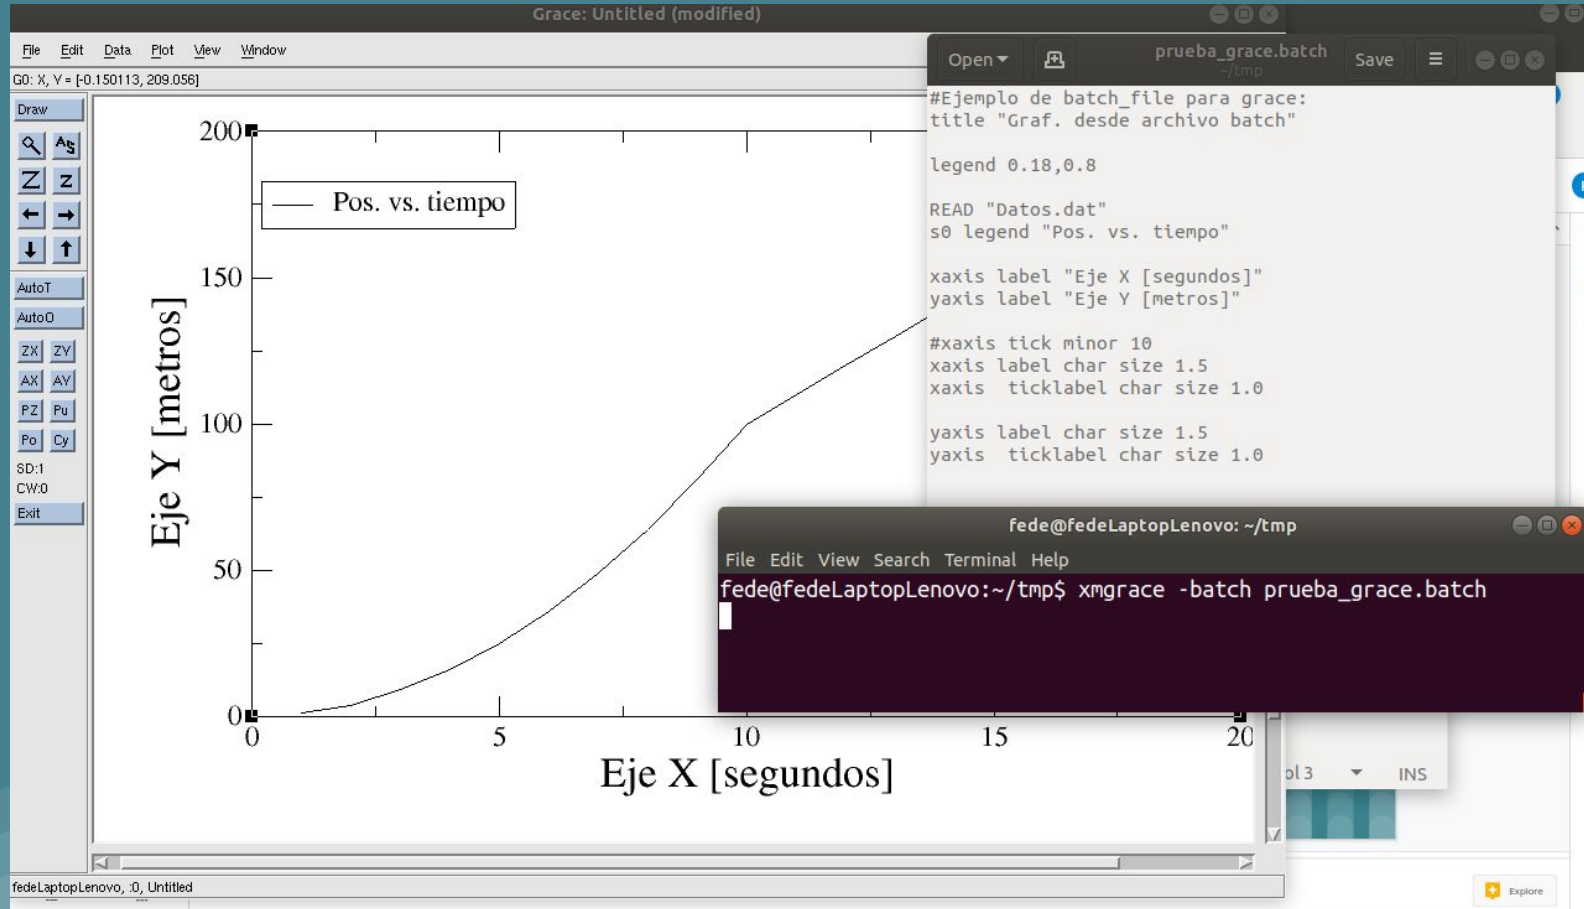 Grace: Untitled (modified)
File Edit Data Plot View Window
G0: X, Y = [-0.150113, 209.056]
Draw
A S
Z z
AutoT
AutoO
ZX ZY
AX AY
PZ Pu
Po Cy
SD:1
CW:0
Exit
200
150
100
50
0
Pos. vs. tiempo
Eje Y [metros]
0 5 10 15 20
Eje X [segundos]
fedeLaptopLenovo, :0, Untitled
Open prueba_grace.batch Save
~/tmp
#Ejemplo de batch_file para grace:
title "Graf. desde archivo batch"
legend 0.18,0.8
READ "Datos.dat"
s0 legend "Pos. vs. tiempo"
xaxis label "Eje X [segundos]"
yaxis label "Eje Y [metros]"
#xaxis tick minor 10
xaxis label char size 1.5
xaxis  ticklabel char size 1.0
yaxis label char size 1.5
yaxis  ticklabel char size 1.0
fede@fedeLaptopLenovo: ~/tmp
File Edit View Search Terminal Help
fede@fedeLaptopLenovo:~/tmp$ xmgrace -batch prueba_grace.batch
ol 3 INS
Explore